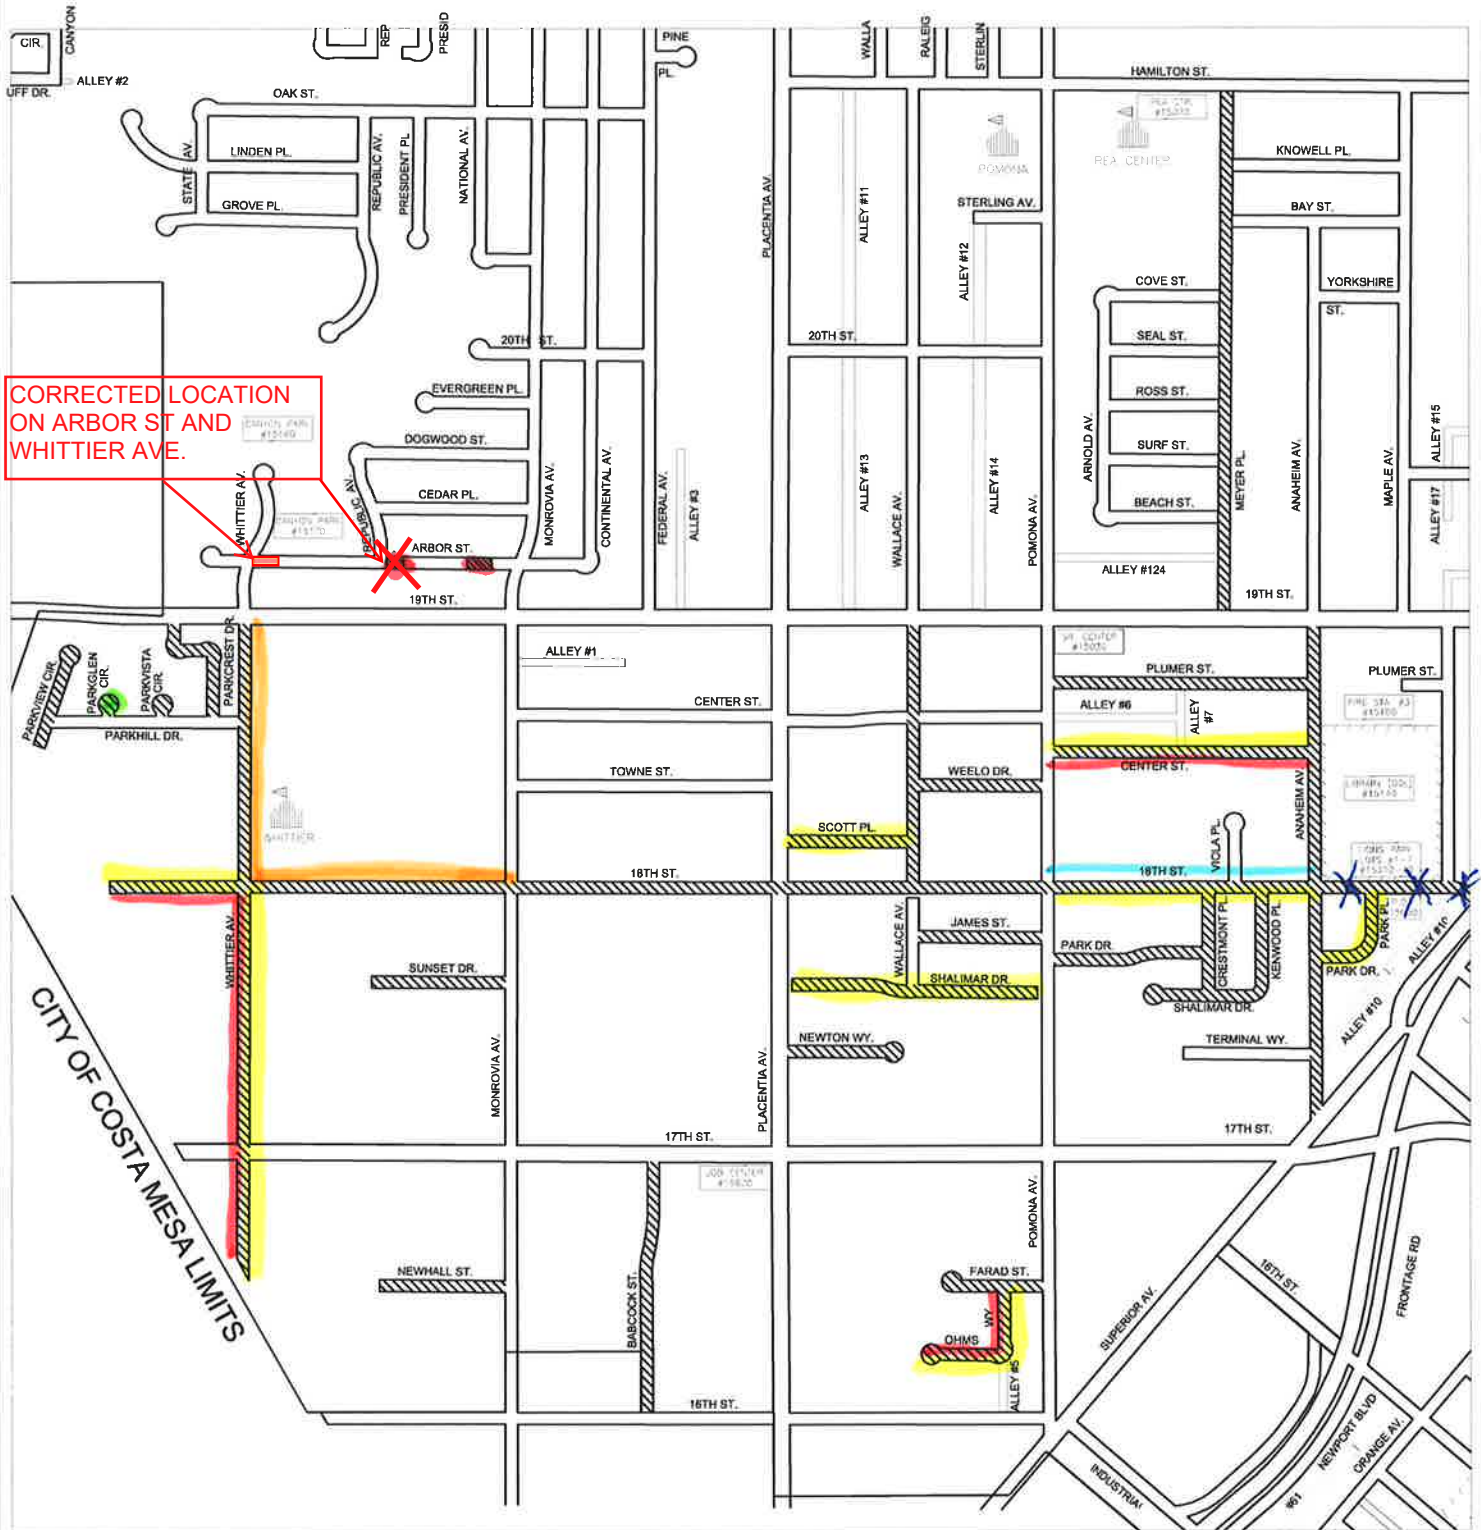 CIR.
CANYON
ALLEY #2
UFF DR.
REP
PRESID
PINE
PL.
WALLA
RALEIG
STERLIN
HAMILTON ST.
OAK ST.
STATE AV.
LINDEN PL.
GROVE PL.
REPUBLIC AV.
PRESIDENT PL
NATIONAL AV.
PLACENTIA AV.
ALLEY #11
ALLEY #12
POMONA
REA CENTER
STERLING AV.
KNOWELL PL.
BAY ST.
COVE ST.
YORKSHIRE
ST.
20TH ST.
20TH ST.
SEAL ST.
EVERGREEN PL.
ROSS ST.
CORRECTED LOCATION
ON ARBOR ST AND
WHITTIER AVE.
DOGWOOD ST.
SURF ST.
CEDAR PL.
BEACH ST.
WHITTIER AV.
REPUBLIC AV.
ARBOR ST.
MONROVIA AV.
CONTINENTAL AV.
FEDERAL AV.
ALLEY #3
ALLEY #13
WALLACE AV.
ALLEY #14
POMONA AV.
ARNOLD AV.
MEYER PL.
ANAHEIM AV.
MAPLE AV.
ALLEY #15
ALLEY #17
ALLEY #124
19TH ST.
19TH ST.
PARKVIEW CIR.
PARKGLEN
CIR.
PARKVISTA
CIR.
PARKCREST DR.
PARKHILL DR.
ALLEY #1
CENTER ST.
TOWNE ST.
PLUMER ST.
PLUMER ST.
ALLEY #6
ALLEY
#7
CENTER ST.
WEELO DR.
SCOTT PL.
VIOLA PL.
ANAHEIM AV.
WHITTIER
18TH ST.
18TH ST.
WHITTIER AV.
SUNSET DR.
MONROVIA AV.
PLACENTIA AV.
WALLACE AV.
JAMES ST.
SHALIMAR DR.
NEWTON WY.
PARK DR.
CRESTMONT PL.
KENWOOD PL.
SHALIMAR DR.
TERMINAL WY.
PARK PL.
PARK DR.
ALLEY #10
ALLEY #10
CITY OF COSTA MESA LIMITS
17TH ST.
17TH ST.
NEWHALL ST.
BABCOCK ST.
POMONA AV.
FARAD ST.
OHMS
WY
ALLEY #5
16TH ST.
16TH ST.
SUPERIOR AV.
FRONTAGE RD
NEWPORT BLVD
ORANGE AV.
INDUSTRIAL
#61